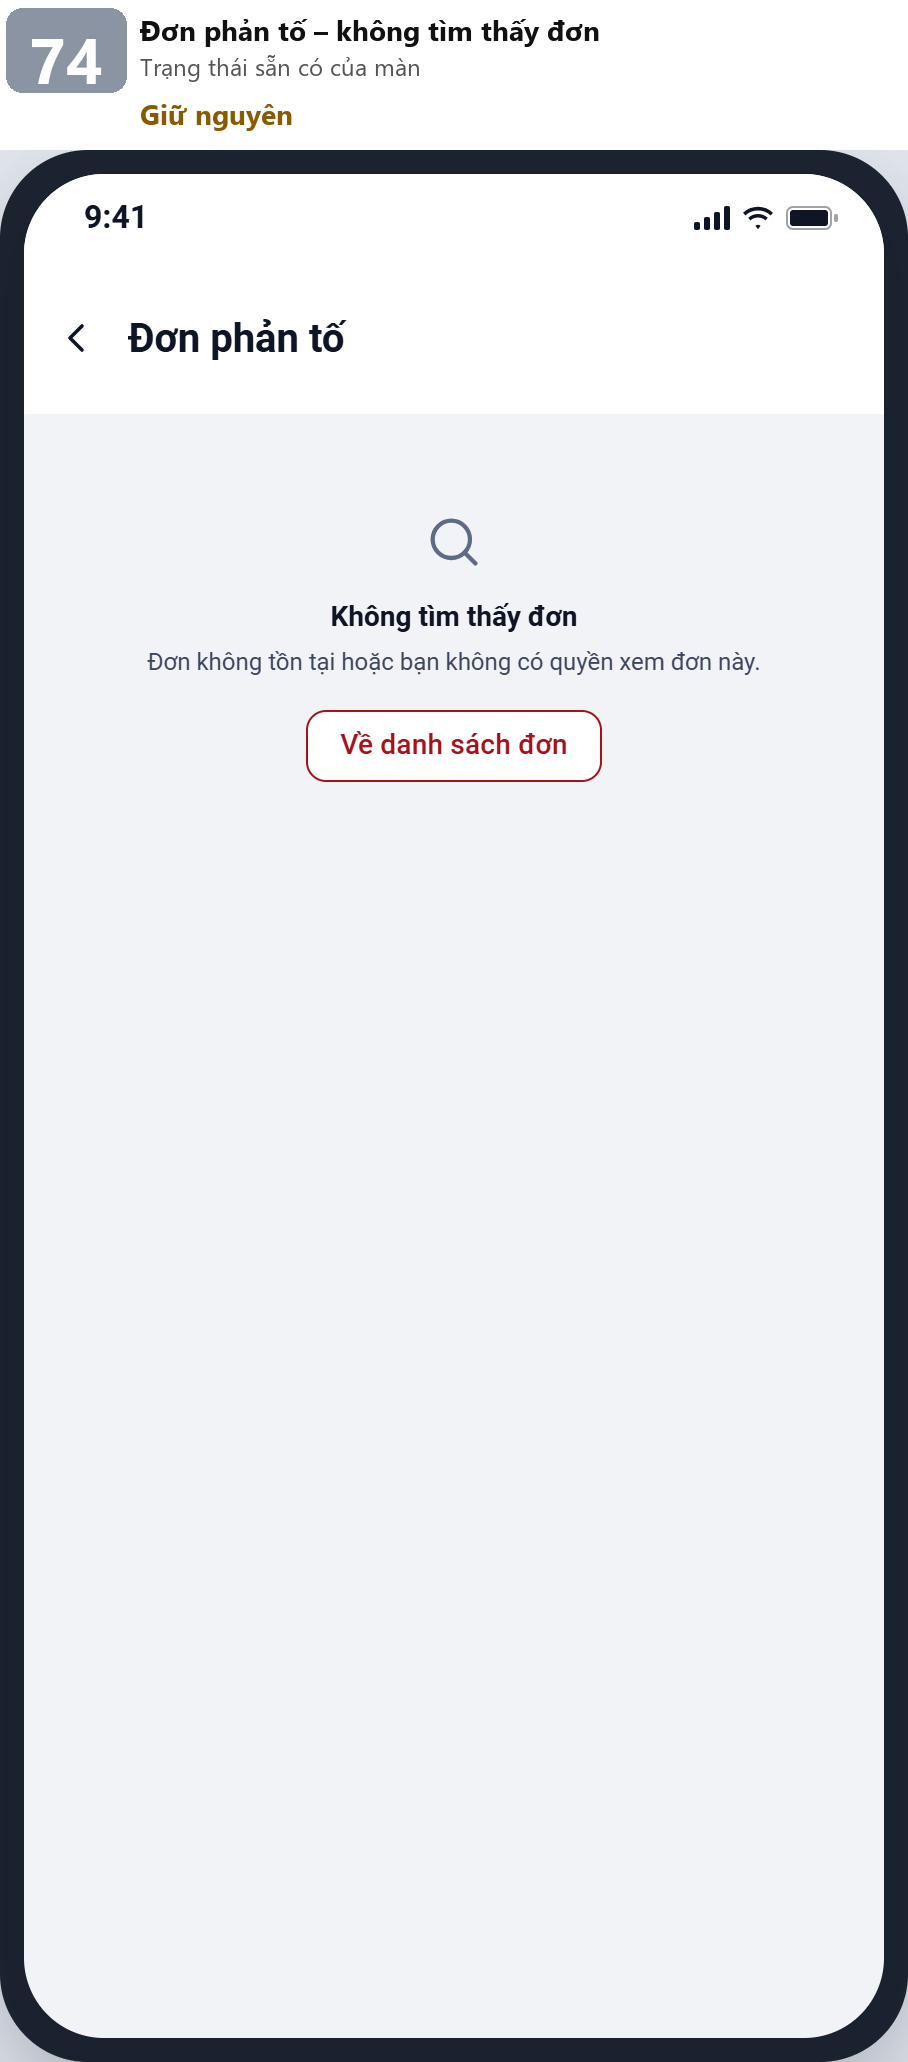 74
Đơn phản tố – không tìm thấy đơn
Trạng thái sẵn có của màn
Giữ nguyên
9:41
Đơn phản tố
Không tìm thấy đơn
Đơn không tồn tại hoặc bạn không có quyền xem đơn này.
Về danh sách đơn